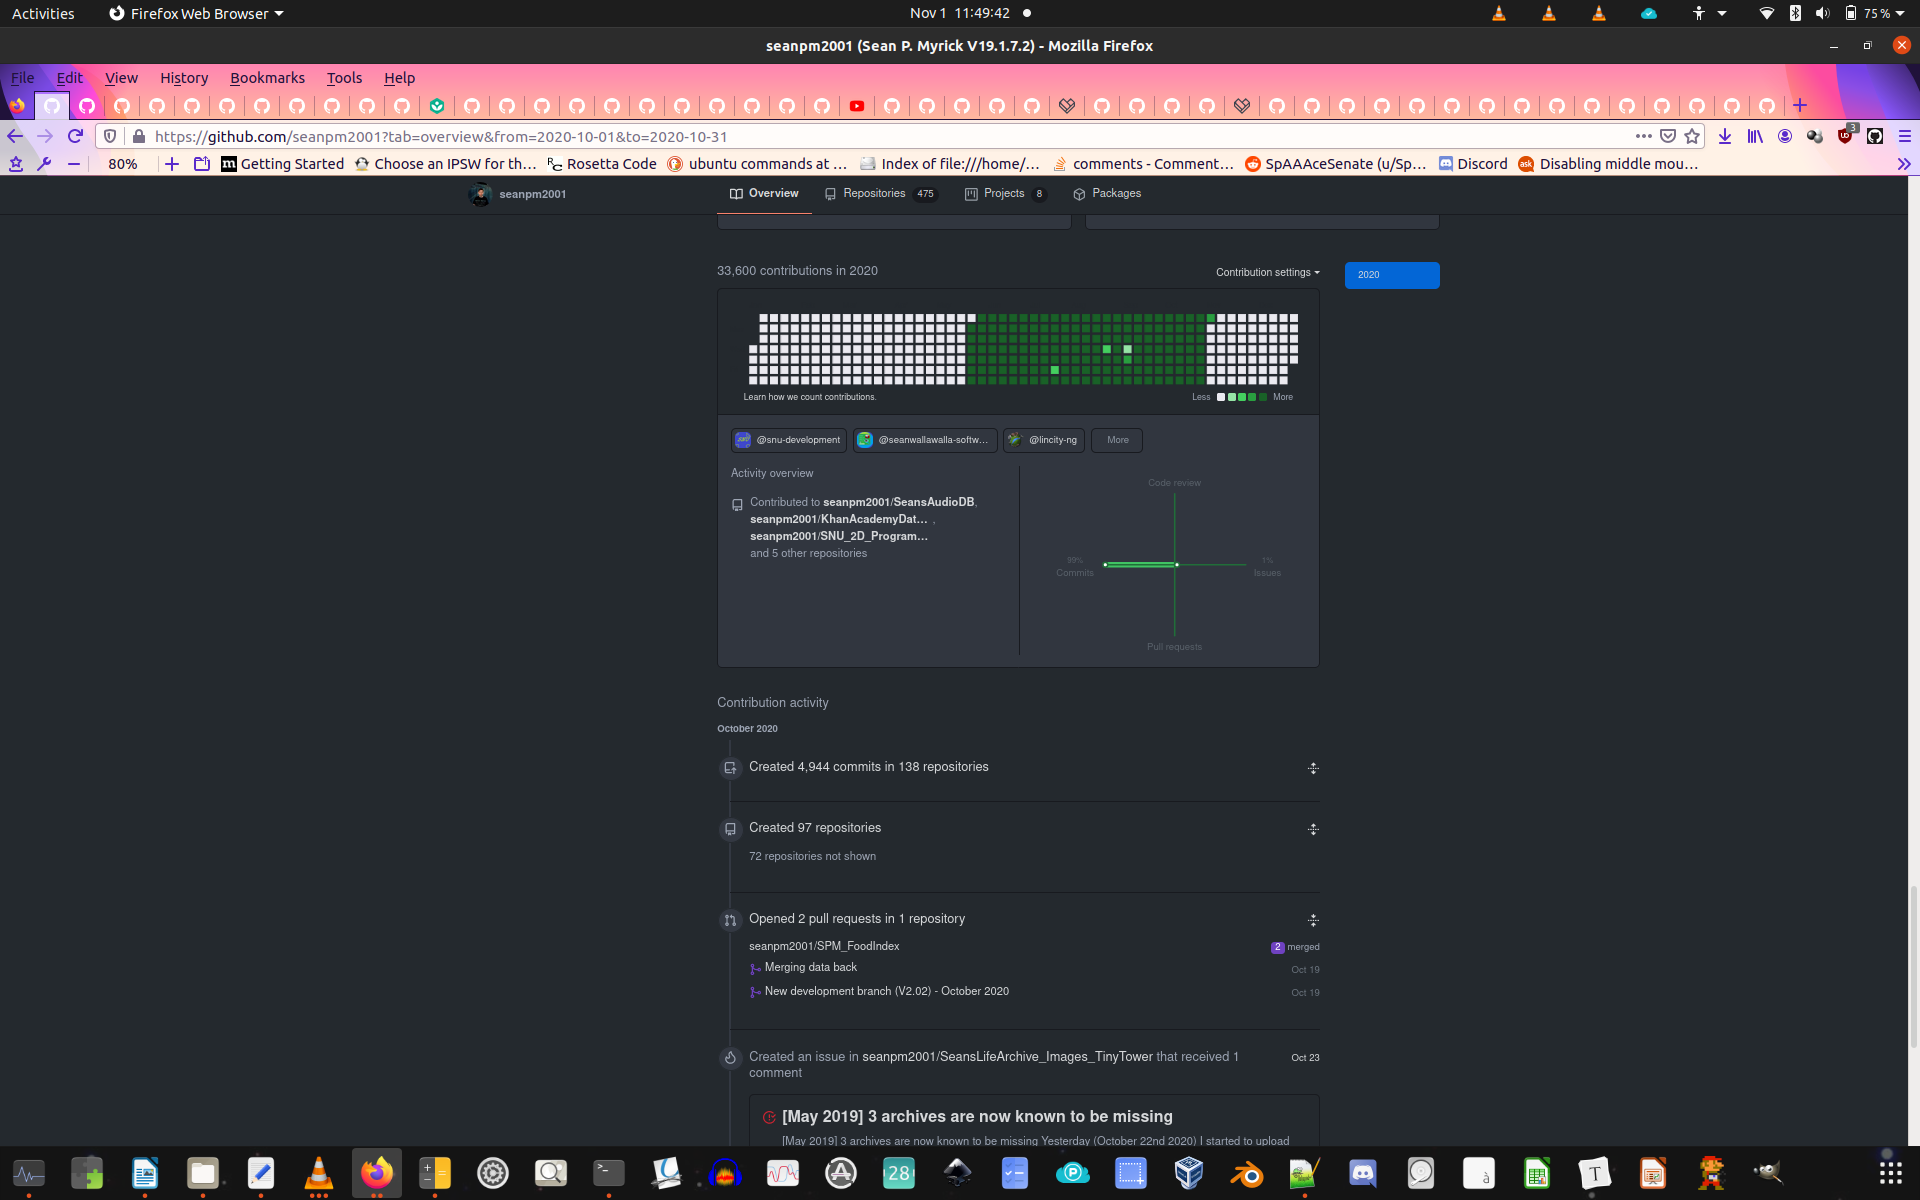 Activities
Firefox Web Browser
Nov 1 11:49:42
75 %
seanpm2001 (Sean P. Myrick V19.1.7.2) - Mozilla Firefox
File Edit View History Bookmarks Tools Help
https://github.com/seanpm2001?tab=overview&from=2020-10-01&to=2020-10-31
3
80%
Getting Started
Choose an IPSW for th…
Rosetta Code
ubuntu commands at …
Index of file:///home/…
comments - Comment…
SpAAAceSenate (u/Sp…
Discord
Disabling middle mou…
seanpm2001
Overview
Repositories 475
Projects 8
Packages
33,600 contributions in 2020
Contribution settings
2020
Learn how we count contributions.
Less
More
@snu-development
@seanwallawalla-softw…
@lincity-ng
More
Activity overview
Contributed to seanpm2001/SeansAudioDB,
seanpm2001/KhanAcademyDat… ,
seanpm2001/SNU_2D_Program…
and 5 other repositories
Code review
99%
Commits
1%
Issues
Pull requests
Contribution activity
October 2020
Created 4,944 commits in 138 repositories
Created 97 repositories
72 repositories not shown
Opened 2 pull requests in 1 repository
seanpm2001/SPM_FoodIndex
2 merged
Merging data back
Oct 19
New development branch (V2.02) - October 2020
Oct 19
Created an issue in seanpm2001/SeansLifeArchive_Images_TinyTower that received 1
comment
Oct 23
[May 2019] 3 archives are now known to be missing
[May 2019] 3 archives are now known to be missing Yesterday (October 22nd 2020) I started to upload
28